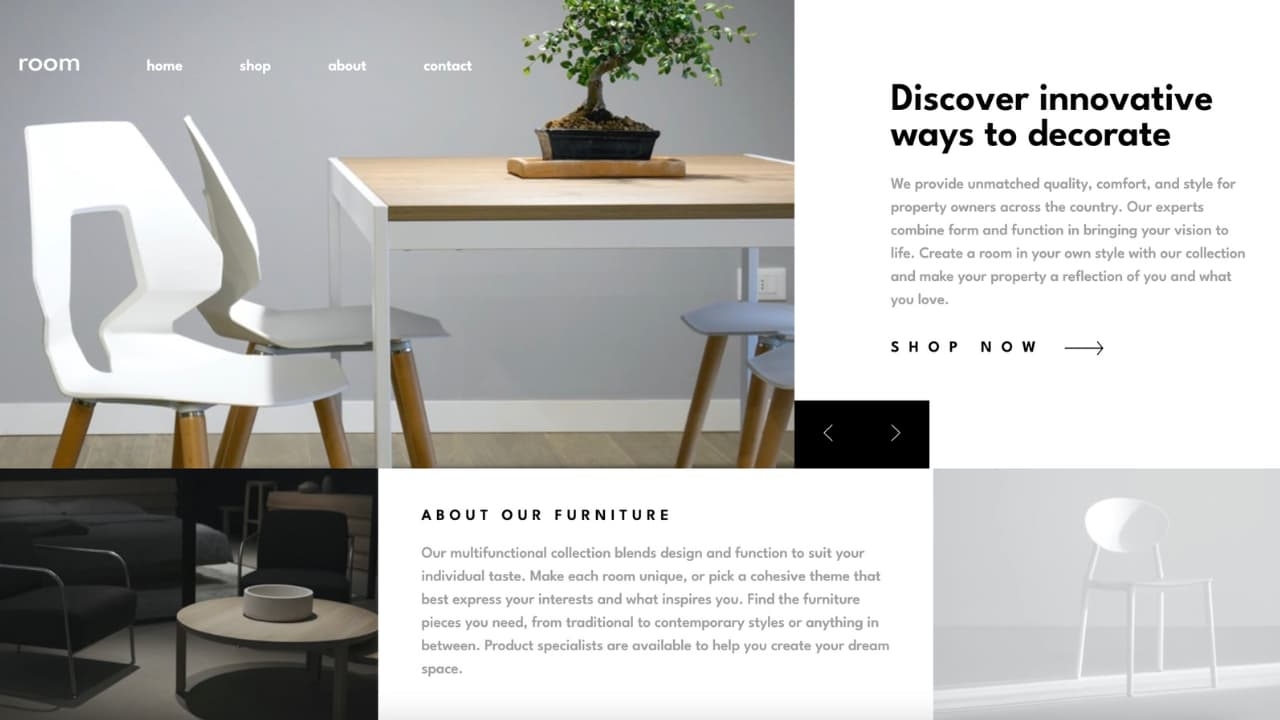 room
home shop about contact
Discover innovative
ways to decorate
We provide unmatched quality, comfort, and style for
property owners across the country. Our experts
combine form and function in bringing your vision to
life. Create a room in your own style with our collection
and make your property a reflection of you and what
you love.
SHOP NOW
ABOUT OUR FURNITURE
Our multifunctional collection blends design and function to suit your
individual taste. Make each room unique, or pick a cohesive theme that
best express your interests and what inspires you. Find the furniture
pieces you need, from traditional to contemporary styles or anything in
between. Product specialists are available to help you create your dream
space.